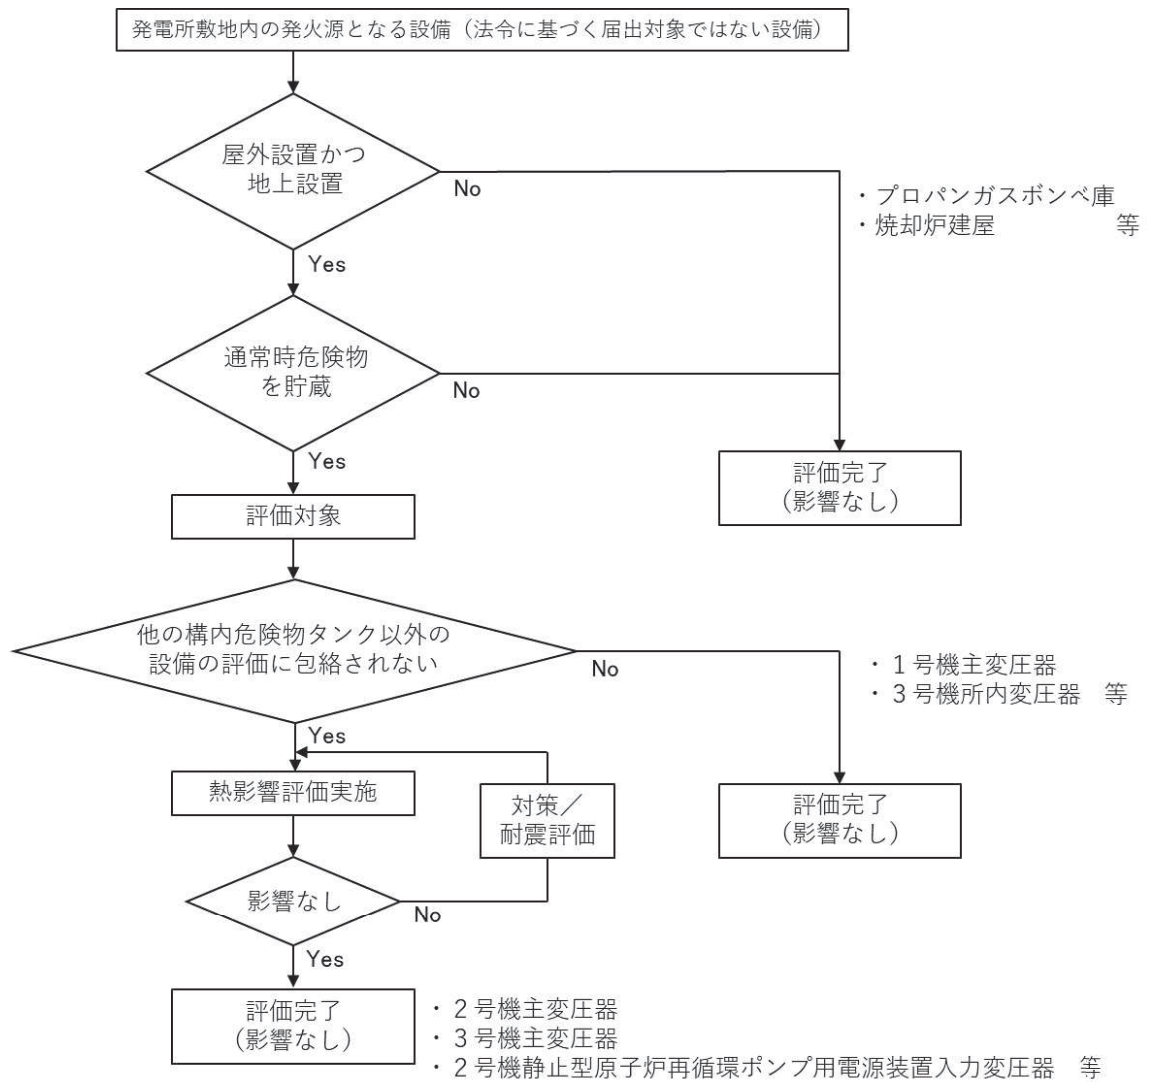 発電所敷地内の発火源となる設備（法令に基づく届出対象ではない設備）
屋外設置かつ
地上設置
No
・プロパンガスボンベ庫
・焼却炉建屋　　　　　等
Yes
通常時危険物
を貯蔵
No
Yes
評価完了
（影響なし）
評価対象
他の構内危険物タンク以外の
設備の評価に包絡されない
No
・１号機主変圧器
・３号機所内変圧器　等
Yes
熱影響評価実施
対策／
耐震評価
評価完了
（影響なし）
影響なし
No
Yes
評価完了
（影響なし）
・２号機主変圧器
・３号機主変圧器
・２号機静止型原子炉再循環ポンプ用電源装置入力変圧器　等